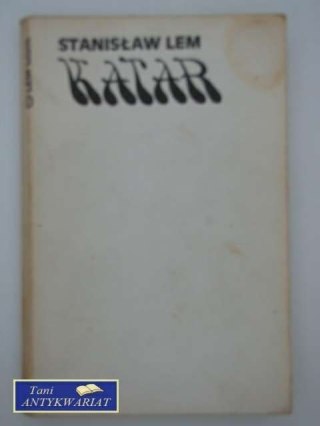 STANISŁAW LEM
KATAR
Tani
ANTYKWARIAT